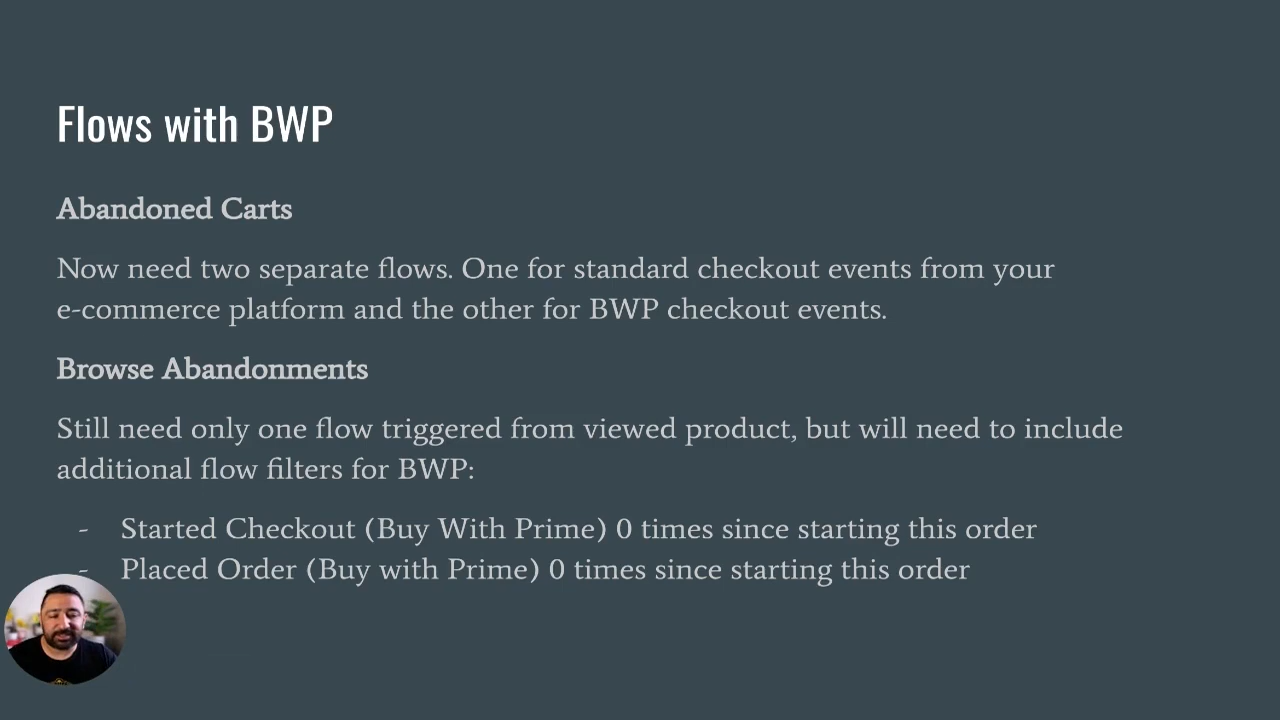 Flows with BWP
Abandoned Carts
Now need two separate flows. One for standard checkout events from your
e-commerce platform and the other for BWP checkout events.
Browse Abandonments
Still need only one flow triggered from viewed product, but will need to include
additional flow filters for BWP:
- Started Checkout (Buy With Prime) 0 times since starting this order
- Placed Order (Buy with Prime) 0 times since starting this order